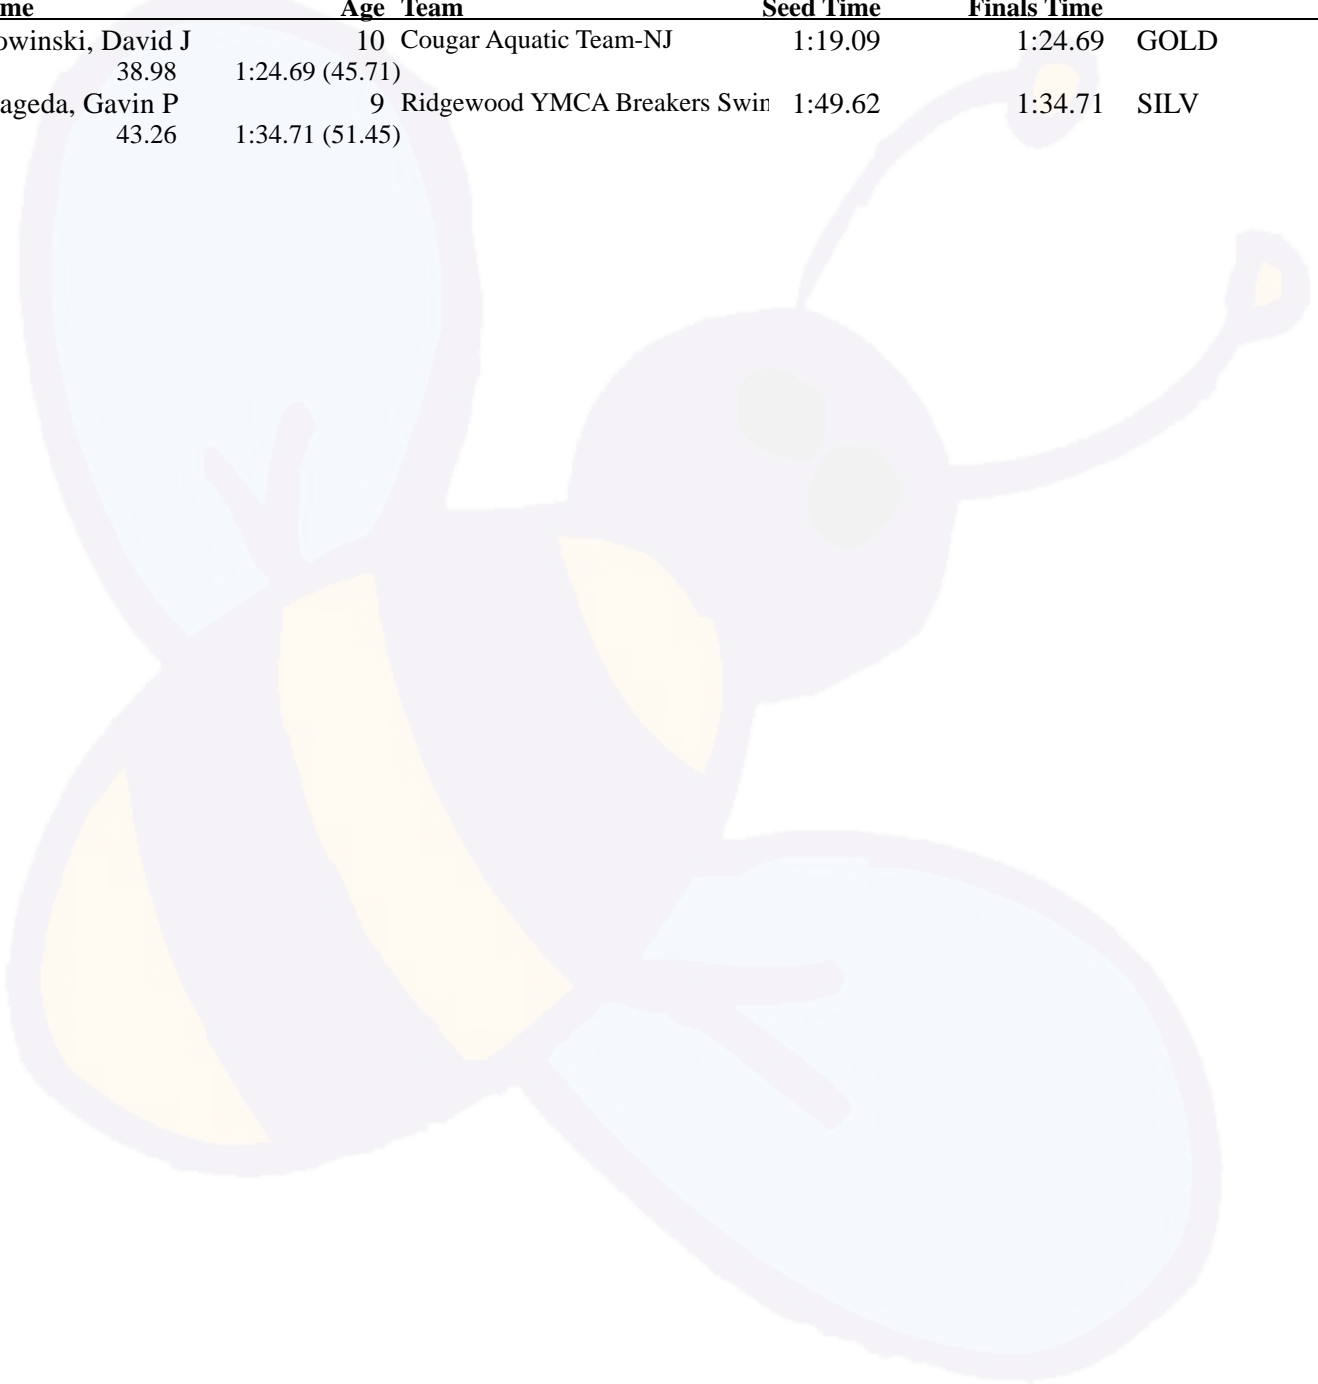 me Age Team Seed Time Finals Time
owinski, David J 10 Cougar Aquatic Team-NJ 1:19.09 1:24.69 GOLD
38.98 1:24.69 (45.71)
ageda, Gavin P 9 Ridgewood YMCA Breakers Swin 1:49.62 1:34.71 SILV
43.26 1:34.71 (51.45)